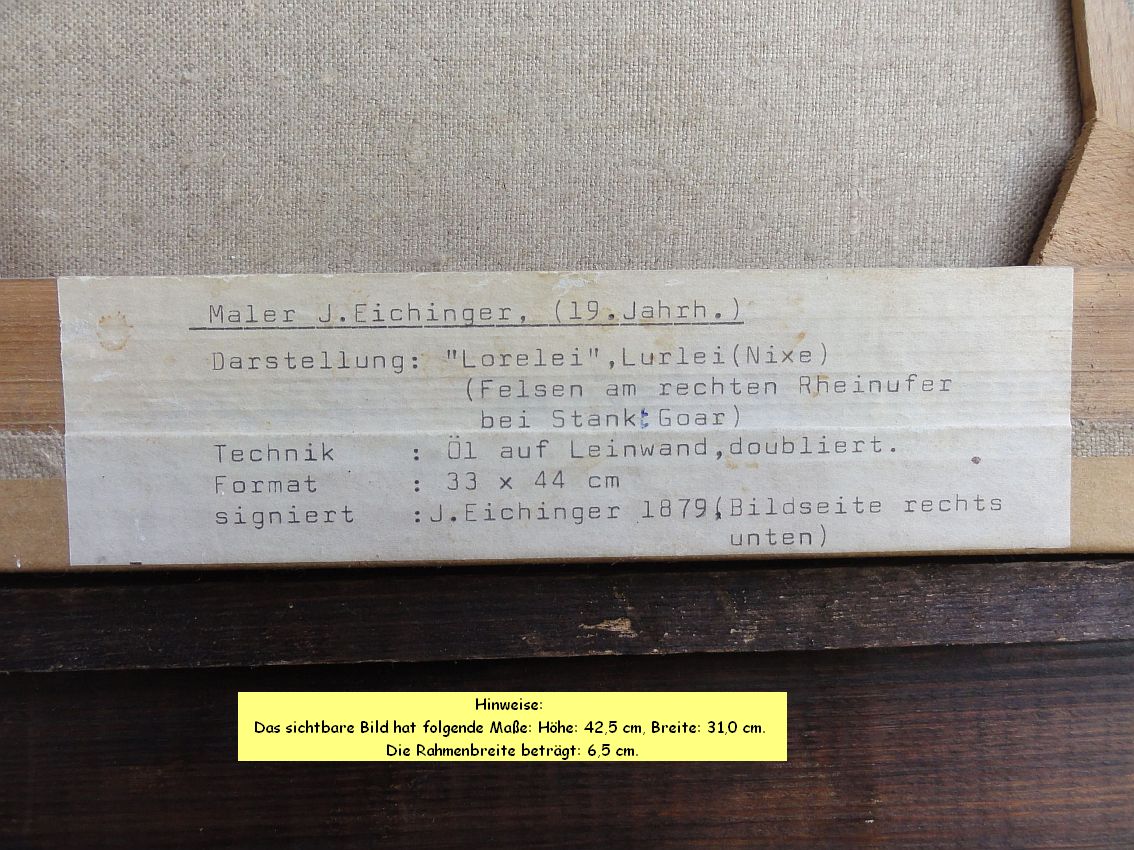 Maler J.Eichinger, (19.Jahrh.)
Darstellung: "Lorelei",Lurlei(Nixe)
(Felsen am rechten Rheinufer
bei Stankt Goar)
Technik : Öl auf Leinwand,doubliert.
Format : 33 x 44 cm
signiert :J.Eichinger 1879,(Bildseite rechts
unten)
Hinweise:
Das sichtbare Bild hat folgende Maße: Höhe: 42,5 cm, Breite: 31,0 cm.
Die Rahmenbreite beträgt: 6,5 cm.